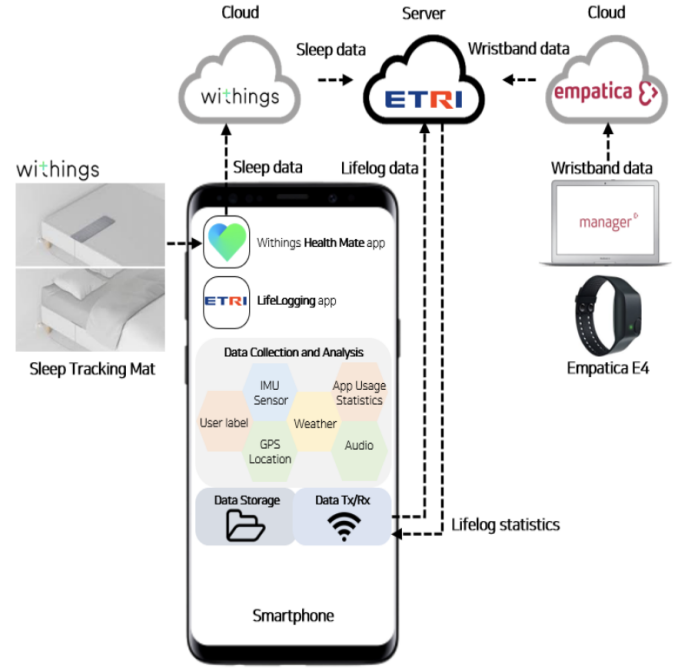 Cloud
Server
Cloud
Sleep data
Wristband data
withings
ETRI
empatica
Sleep data
Lifelog data
Wristband data
withings
manager
Withings Health Mate app
ETRI
LifeLogging app
Sleep Tracking Mat
Empatica E4
Data Collection and Analysis
IMU
Sensor
App Usage
Statistics
User label
Weather
GPS
Location
Audio
Data Storage
Data Tx/Rx
Lifelog statistics
Smartphone